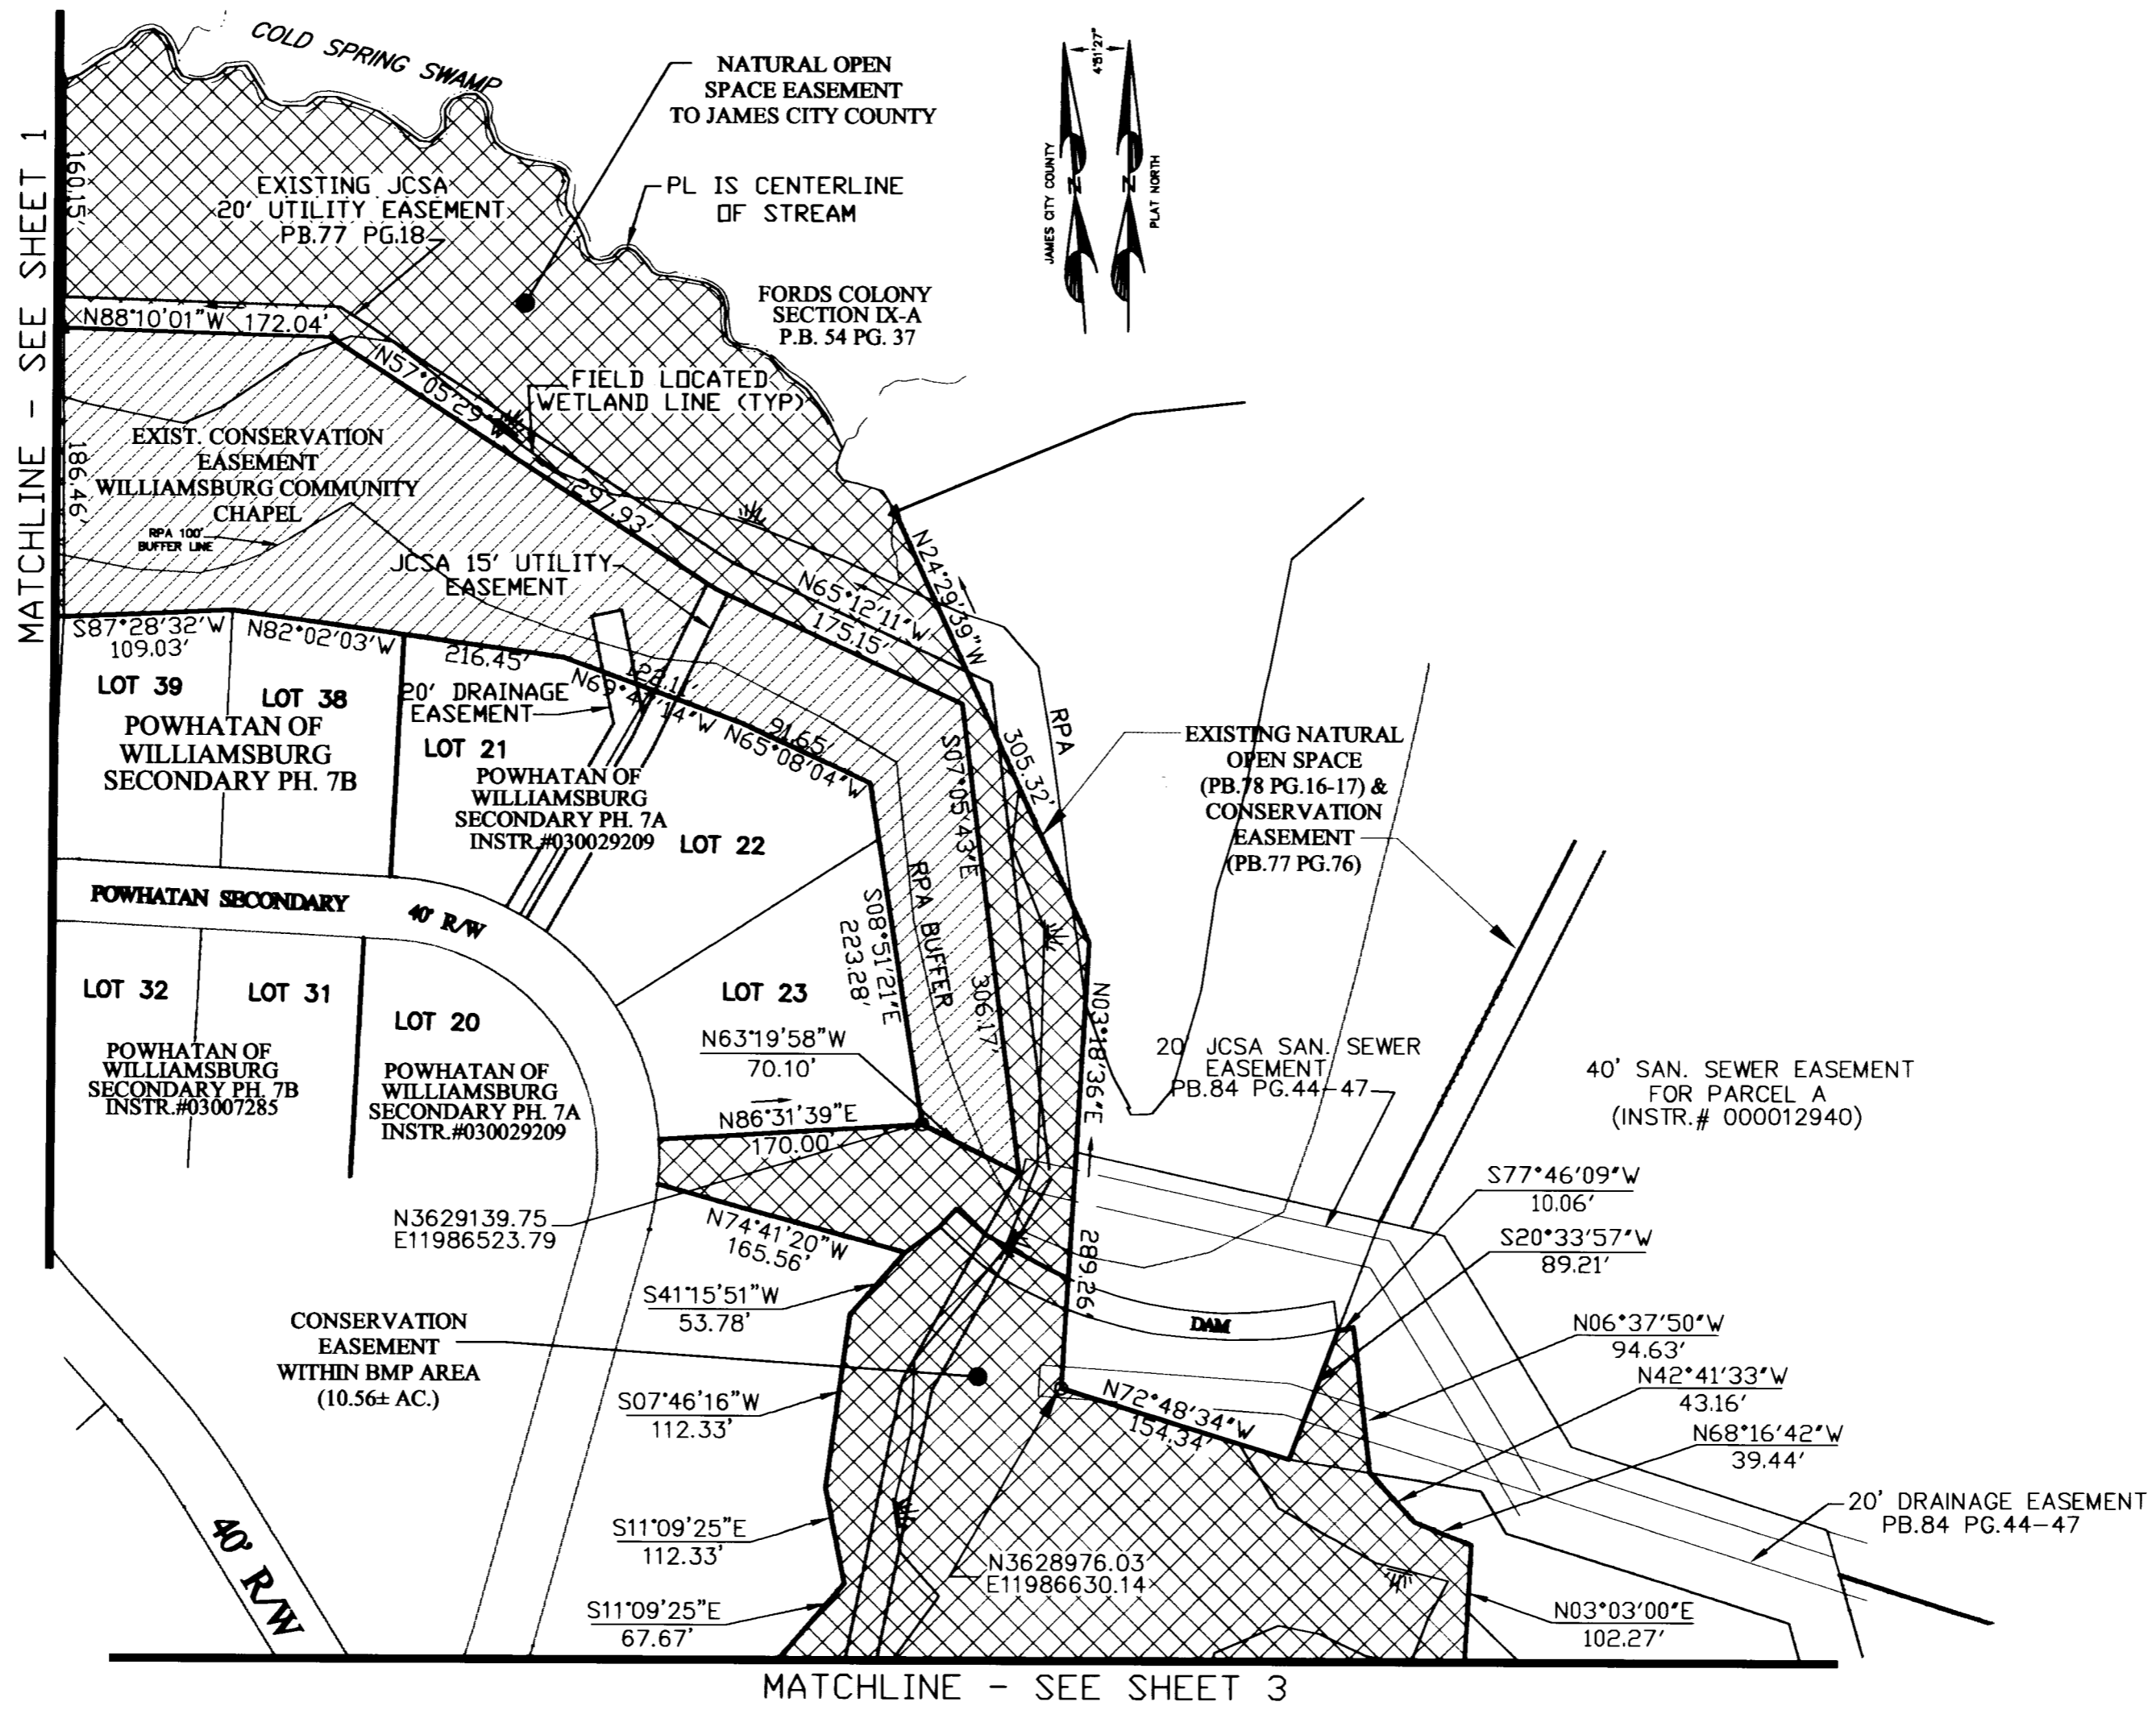 COLD SPRING SWAMP
NATURAL OPEN
SPACE EASEMENT
TO JAMES CITY COUNTY
4°51'27"
JAMES CITY COUNTY
N
N
PLAT NORTH
MATCHLINE - SEE SHEET 1
160.15'
EXISTING JCSA
20' UTILITY EASEMENT
PB.77 PG.18
PL IS CENTERLINE
OF STREAM
FORDS COLONY
SECTION IX-A
P.B. 54 PG. 37
N88°10'01"W 172.04'
N57°05'29"W
297.93'
FIELD LOCATED
WETLAND LINE (TYP)
186.46'
EXIST. CONSERVATION
EASEMENT
WILLIAMSBURG COMMUNITY
CHAPEL
RPA 100'
BUFFER LINE
JCSA 15' UTILITY
EASEMENT
N65°12'11"W
175.15'
N24°29'39"W
305.32'
RPA
S87°28'32"W
109.03'
N82°02'03"W
216.45'
LOT 39
LOT 38
POWHATAN OF
WILLIAMSBURG
SECONDARY PH. 7B
20' DRAINAGE
EASEMENT
128.11'
N69°47'14"W
91.65'
N65°08'04"W
LOT 21
POWHATAN OF
WILLIAMSBURG
SECONDARY PH. 7A
INSTR.#030029209
LOT 22
S07°05'43"E
306.17'
EXISTING NATURAL
OPEN SPACE
(PB.78 PG.16-17) &
CONSERVATION
EASEMENT
(PB.77 PG.76)
POWHATAN SECONDARY
40' R/W
RPA BUFFER
S08°51'21"E
223.28'
LOT 32
LOT 31
LOT 20
LOT 23
POWHATAN OF
WILLIAMSBURG
SECONDARY PH. 7B
INSTR.#03007285
POWHATAN OF
WILLIAMSBURG
SECONDARY PH. 7A
INSTR.#030029209
N63°19'58"W
70.10'
N86°31'39"E
170.00'
N03°18'36"E
289.26'
20' JCSA SAN. SEWER
EASEMENT
PB.84 PG.44-47
40' SAN. SEWER EASEMENT
FOR PARCEL A
(INSTR.# 000012940)
N3629139.75
E11986523.79
N74°41'20"W
165.56'
S77°46'09"W
10.06'
S20°33'57"W
89.21'
S41°15'51"W
53.78'
DAM
CONSERVATION
EASEMENT
WITHIN BMP AREA
(10.56± AC.)
N06°37'50"W
94.63'
N42°41'33"W
43.16'
S07°46'16"W
112.33'
N72°48'34"W
154.34'
N68°16'42"W
39.44'
20' DRAINAGE EASEMENT
PB.84 PG.44-47
S11°09'25"E
112.33'
40' R/W
N3628976.03
E11986630.14
S11°09'25"E
67.67'
N03°03'00"E
102.27'
MATCHLINE - SEE SHEET 3